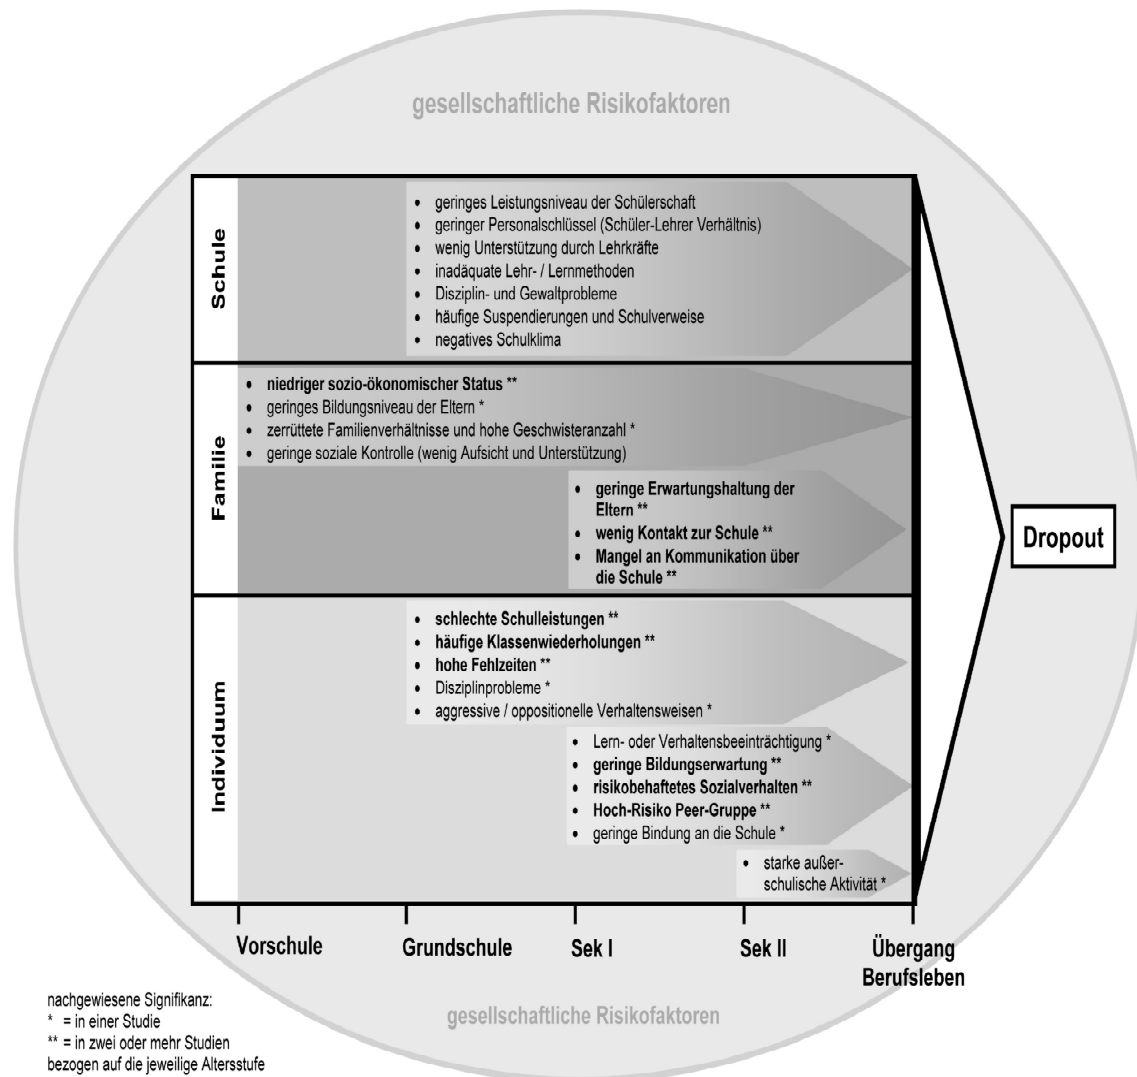 gesellschaftliche Risikofaktoren
Schule
• geringes Leistungsniveau der Schülerschaft
• geringer Personalschlüssel (Schüler-Lehrer Verhältnis)
• wenig Unterstützung durch Lehrkräfte
• inadäquate Lehr- / Lernmethoden
• Disziplin- und Gewaltprobleme
• häufige Suspendierungen und Schulverweise
• negatives Schulklima
Familie
• niedriger sozio-ökonomischer Status **
• geringes Bildungsniveau der Eltern *
• zerrüttete Familienverhältnisse und hohe Geschwisteranzahl *
• geringe soziale Kontrolle (wenig Aufsicht und Unterstützung)
• geringe Erwartungshaltung der
Eltern **
• wenig Kontakt zur Schule **
• Mangel an Kommunikation über
die Schule **
Individuum
• schlechte Schulleistungen **
• häufige Klassenwiederholungen **
• hohe Fehlzeiten **
• Disziplinprobleme *
• aggressive / oppositionelle Verhaltensweisen *
• Lern- oder Verhaltensbeeinträchtigung *
• geringe Bildungserwartung **
• risikobehaftetes Sozialverhalten **
• Hoch-Risiko Peer-Gruppe **
• geringe Bindung an die Schule *
• starke außer-
schulische Aktivität *
Dropout
Vorschule
Grundschule
Sek I
Sek II
Übergang
Berufsleben
nachgewiesene Signifikanz:
* = in einer Studie
** = in zwei oder mehr Studien
bezogen auf die jeweilige Altersstufe
gesellschaftliche Risikofaktoren